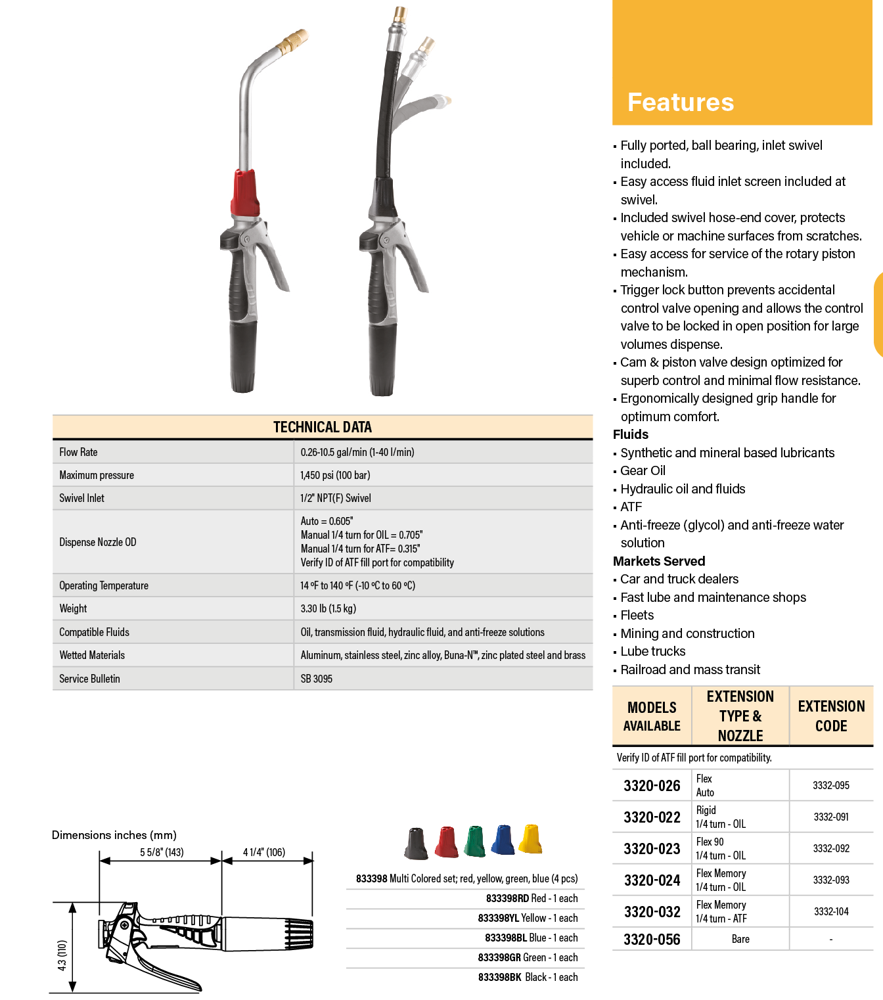 Features
▪ Fully ported, ball bearing, inlet swivel
included.
▪ Easy access fluid inlet screen included at
swivel.
▪ Included swivel hose-end cover, protects
vehicle or machine surfaces from scratches.
▪ Easy access for service of the rotary piston
mechanism.
▪ Trigger lock button prevents accidental
control valve opening and allows the control
valve to be locked in open position for large
volumes dispense.
▪ Cam & piston valve design optimized for
superb control and minimal flow resistance.
▪ Ergonomically designed grip handle for
optimum comfort.
Fluids
▪ Synthetic and mineral based lubricants
▪ Gear Oil
▪ Hydraulic oil and fluids
▪ ATF
▪ Anti-freeze (glycol) and anti-freeze water
solution
Markets Served
▪ Car and truck dealers
▪ Fast lube and maintenance shops
▪ Fleets
▪ Mining and construction
▪ Lube trucks
▪ Railroad and mass transit
TECHNICAL DATA
Flow Rate 0.26-10.5 gal/min (1-40 l/min)
Maximum pressure 1,450 psi (100 bar)
Swivel Inlet 1/2" NPT(F) Swivel
Dispense Nozzle OD
Auto = 0.605"
Manual 1/4 turn for OIL = 0.705"
Manual 1/4 turn for ATF= 0.315"
Verify ID of ATF fill port for compatibility
Operating Temperature 14 ºF to 140 ºF (-10 ºC to 60 ºC)
Weight 3.30 lb (1.5 kg)
Compatible Fluids Oil, transmission fluid, hydraulic fluid, and anti-freeze solutions
Wetted Materials Aluminum, stainless steel, zinc alloy, Buna-N™, zinc plated steel and brass
Service Bulletin SB 3095
MODELS
AVAILABLE
EXTENSION
TYPE &
NOZZLE
EXTENSION
CODE
Verify ID of ATF fill port for compatibility.
3320-026
Flex
Auto
3332-095
3320-022
Rigid
1/4 turn - OIL
3332-091
3320-023
Flex 90
1/4 turn - OIL
3332-092
3320-024
Flex Memory
1/4 turn - OIL
3332-093
3320-032
Flex Memory
1/4 turn - ATF
3332-104
3320-056 Bare -
Dimensions inches (mm)
5 5/8" (143) 4 1/4" (106)
4.3 (110)
833398 Multi Colored set; red, yellow, green, blue (4 pcs)
833398RD Red - 1 each
833398YL Yellow - 1 each
833398BL Blue - 1 each
833398GR Green - 1 each
833398BK Black - 1 each